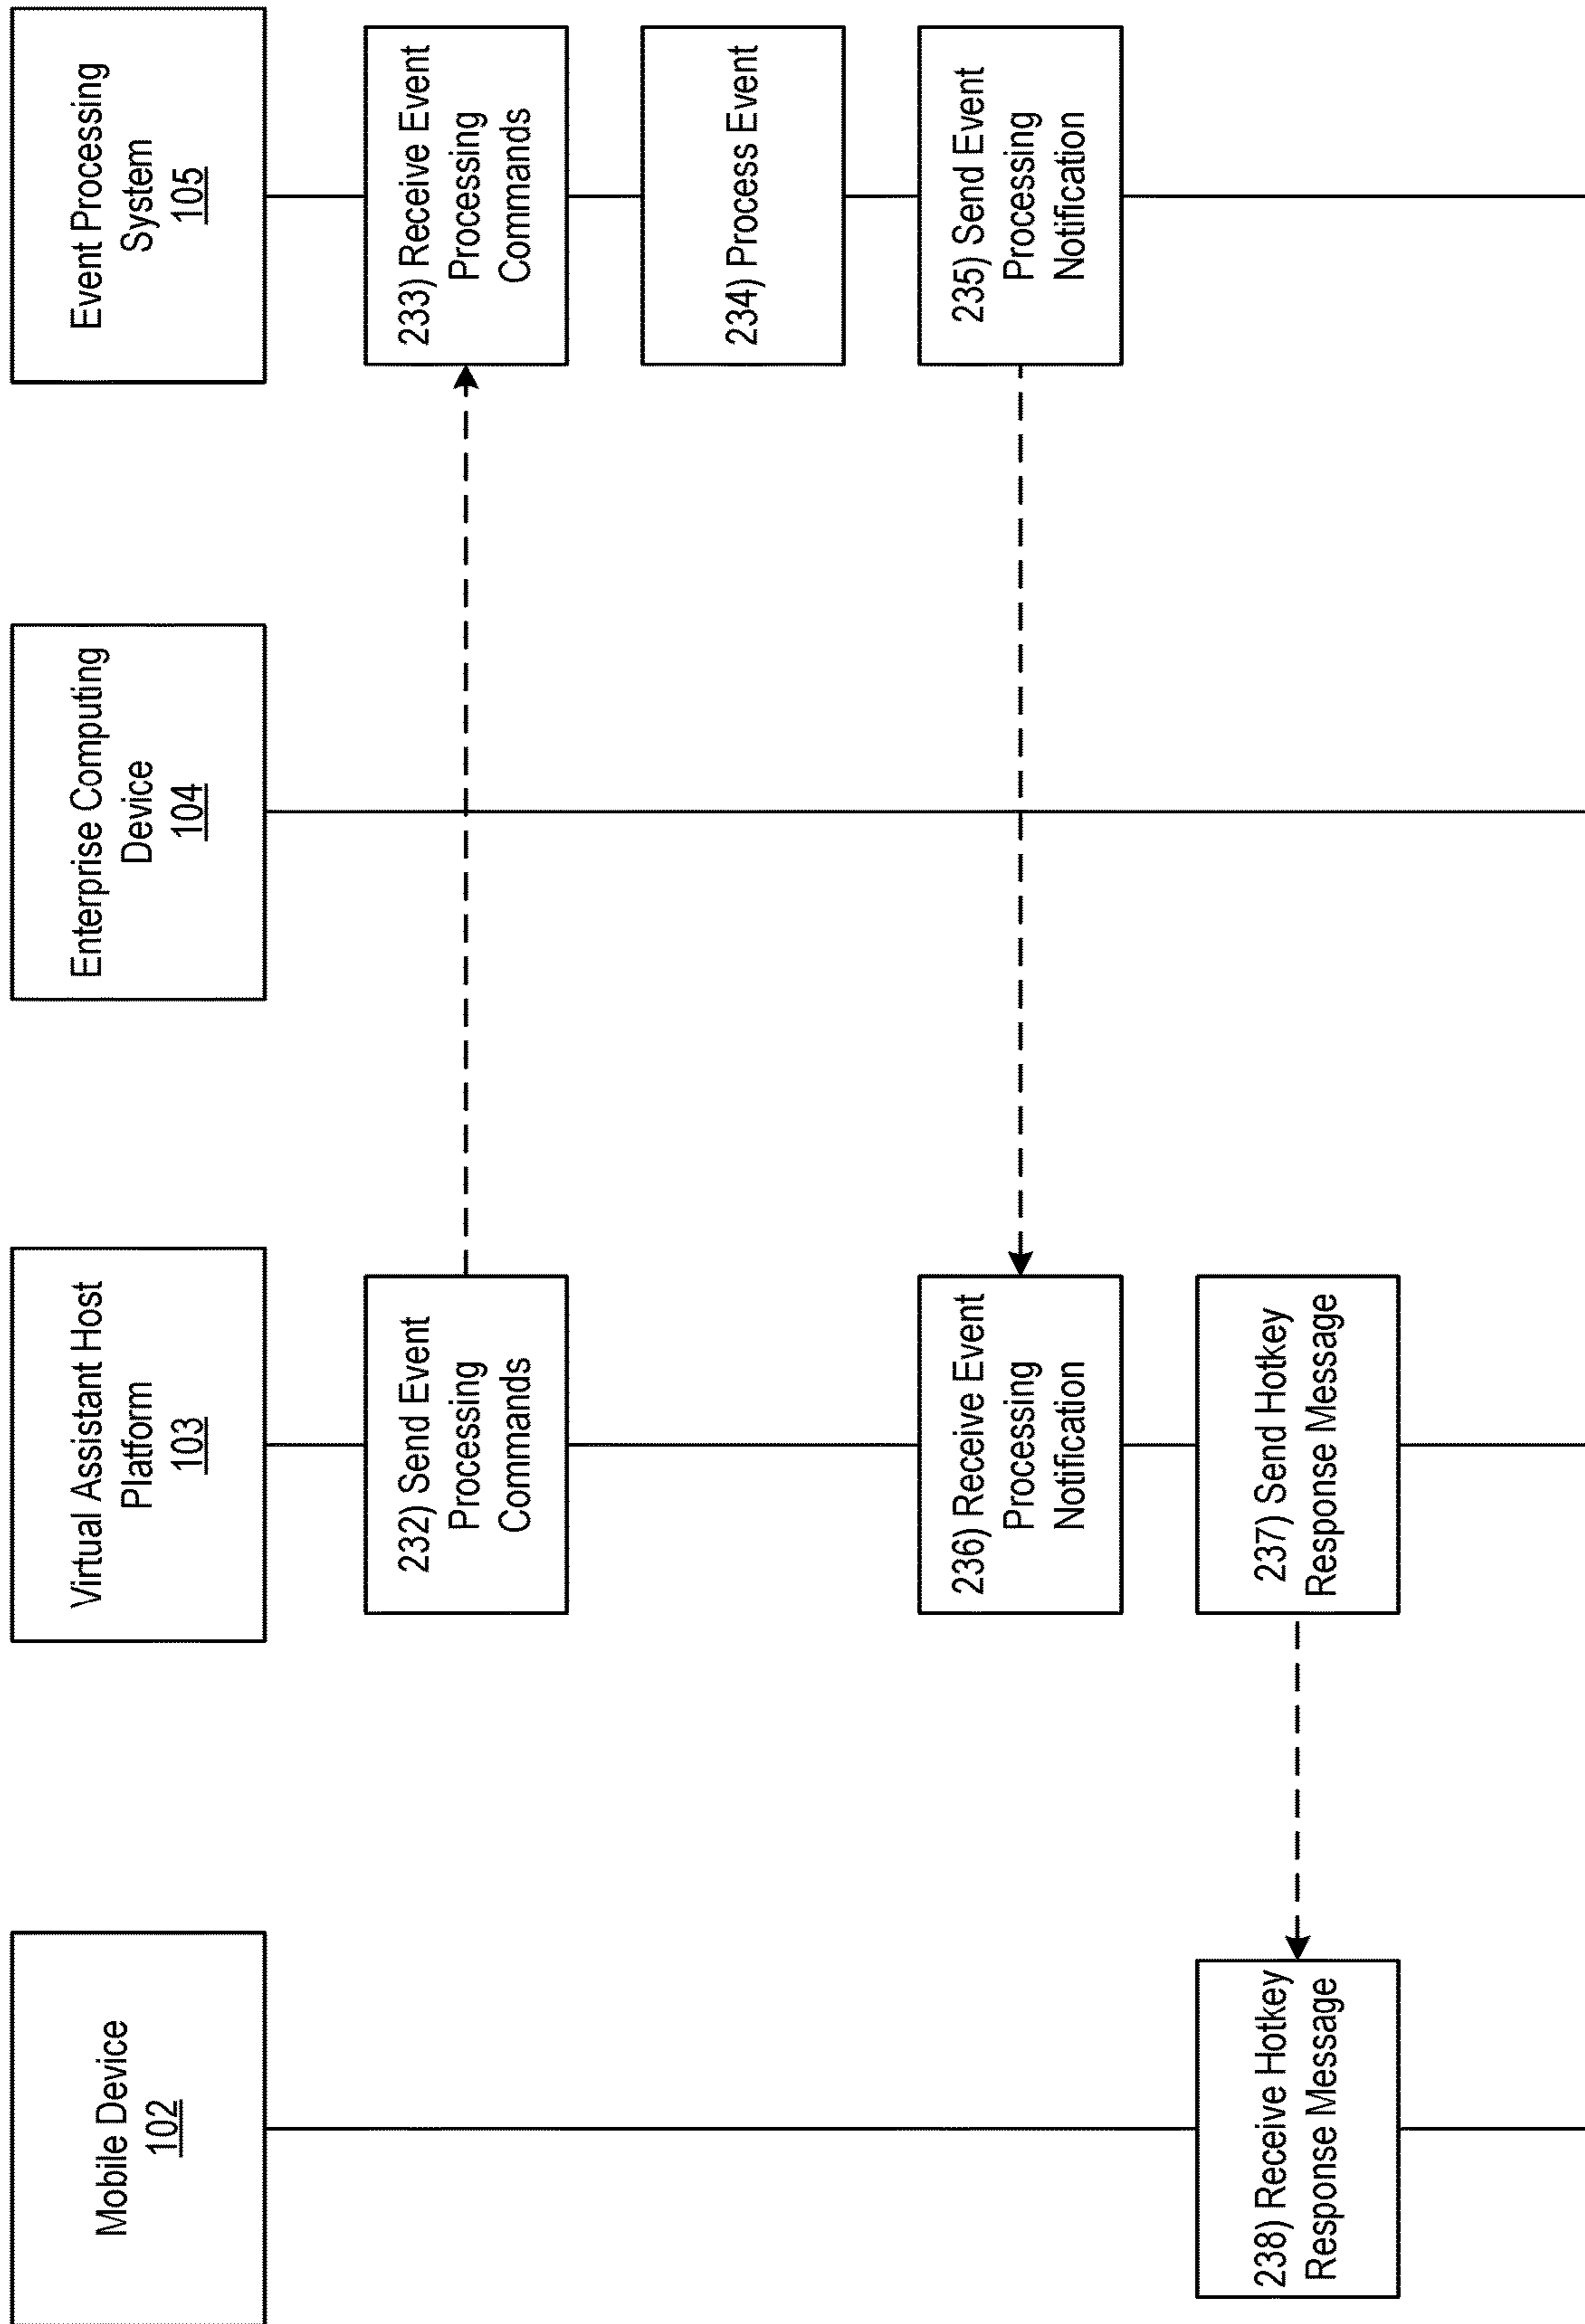 Mobile Device
102
Virtual Assistant Host
Platform
103
Enterprise Computing
Device
104
Event Processing
System
105
232) Send Event
Processing
Commands
233) Receive Event
Processing
Commands
234) Process Event
236) Receive Event
Processing
Notification
235) Send Event
Processing
Notification
238) Receive Hotkey
Response Message
237) Send Hotkey
Response Message